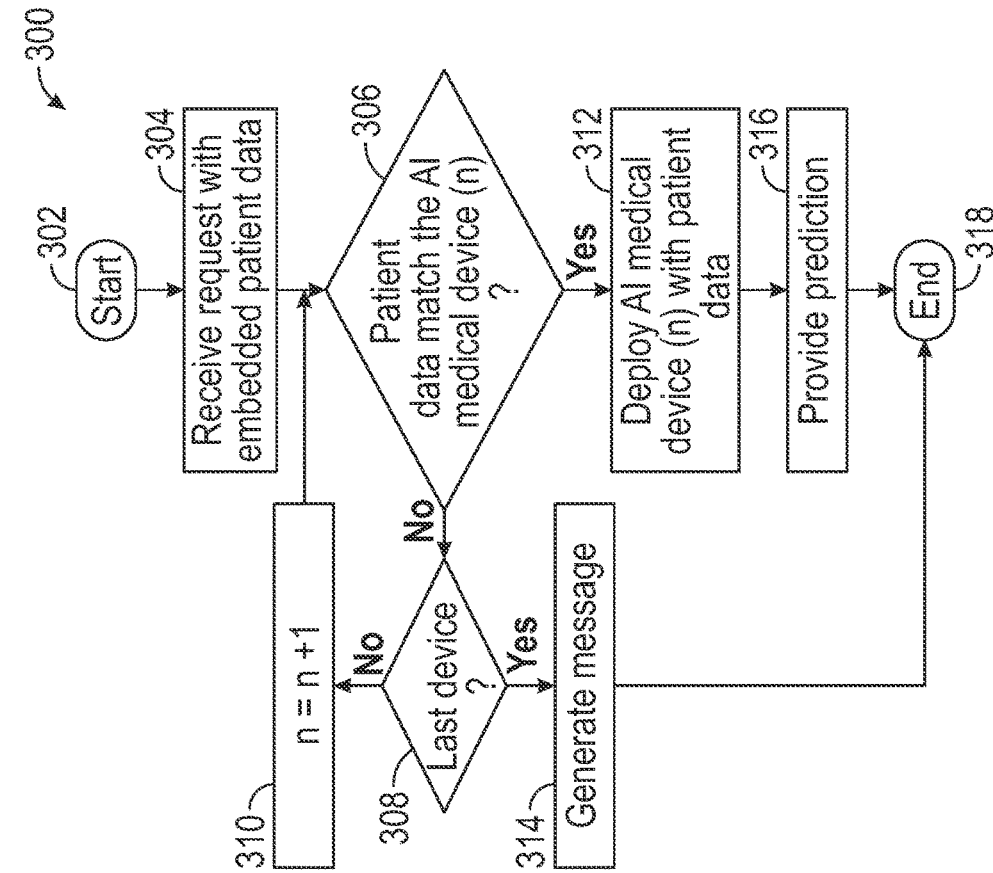 300
302
Start
304
Receive request with
embedded patient data
306
Patient
data match the AI
medical device (n)
?
No
Yes
308
Last device
?
No
Yes
310
n = n +1
312
Deploy AI medical
device (n) with patient
data
314
Generate message
316
Provide prediction
End
318